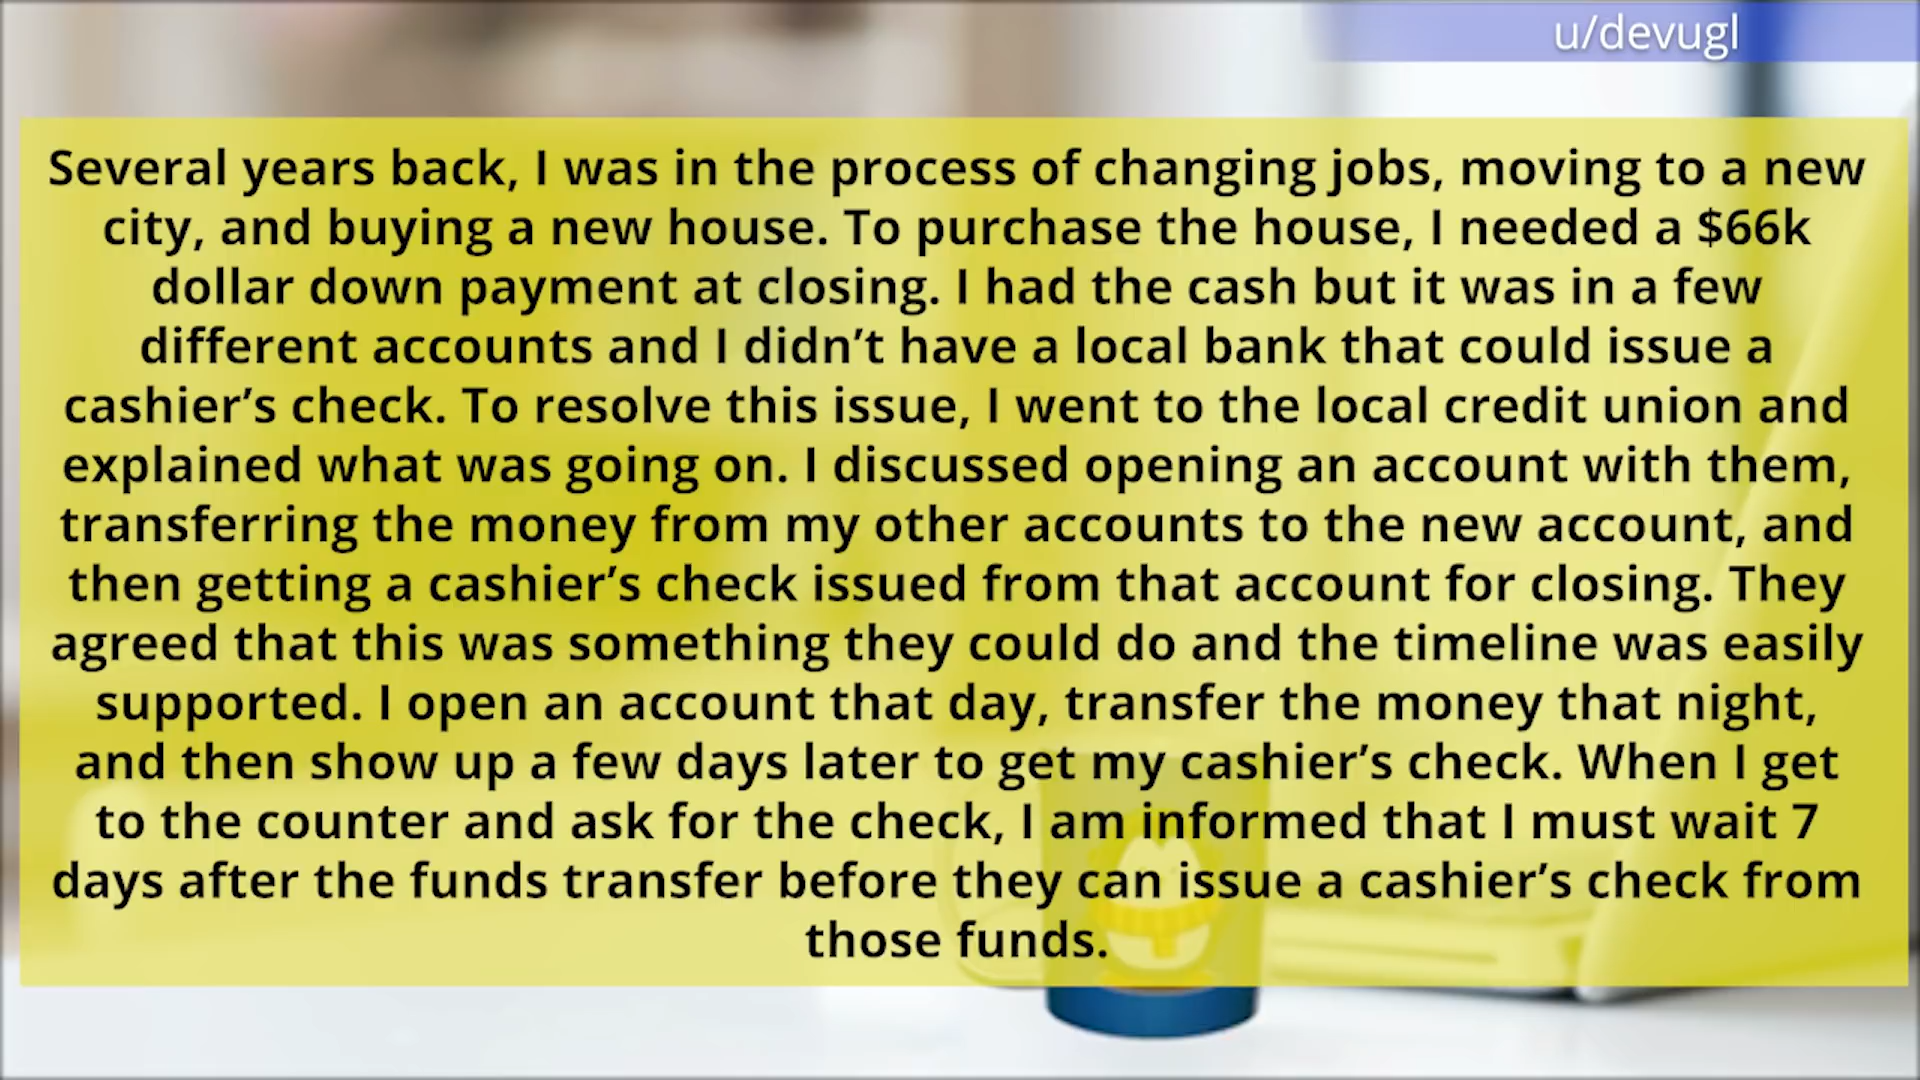 u/devugl
Several years back, I was in the process of changing jobs, moving to a new
city, and buying a new house. To purchase the house, I needed a $66k
dollar down payment at closing. I had the cash but it was in a few
different accounts and I didn’t have a local bank that could issue a
cashier’s check. To resolve this issue, I went to the local credit union and
explained what was going on. I discussed opening an account with them,
transferring the money from my other accounts to the new account, and
then getting a cashier’s check issued from that account for closing. They
agreed that this was something they could do and the timeline was easily
supported. I open an account that day, transfer the money that night,
and then show up a few days later to get my cashier’s check. When I get
to the counter and ask for the check, I am informed that I must wait 7
days after the funds transfer before they can issue a cashier’s check from
those funds.